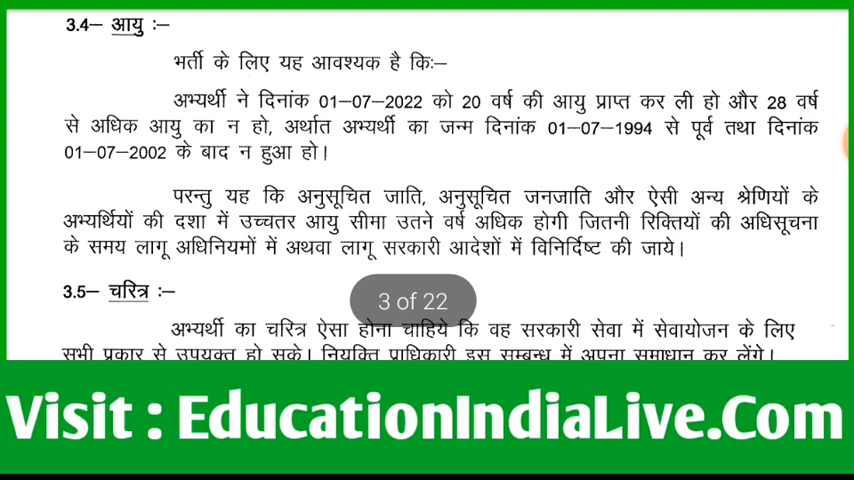 3.4– आयु :–
भर्ती के लिए यह आवश्यक है कि:–
अभ्यर्थी ने दिनांक 01–07–2022 को 20 वर्ष की आयु प्राप्त कर ली हो और 28 वर्ष
से अधिक आयु का न हो, अर्थात अभ्यर्थी का जन्म दिनांक 01–07–1994 से पूर्व तथा दिनांक
01–07–2002 के बाद न हुआ हो।
परन्तु यह कि अनुसूचित जाति, अनुसूचित जनजाति और ऐसी अन्य श्रेणियों के
अभ्यर्थियों की दशा में उच्चतर आयु सीमा उतने वर्ष अधिक होगी जितनी रिक्तियों की अधिसूचना
के समय लागू अधिनियमों में अथवा लागू सरकारी आदेशों में विनिर्दिष्ट की जाये।
3.5– चरित्र :–
3 of 22
अभ्यर्थी का चरित्र ऐसा होना चाहिये कि वह सरकारी सेवा में सेवायोजन के लिए
सभी प्रकार से उपयुक्त हो सके। नियुक्ति प्राधिकारी इस सम्बन्ध में अपना समाधान कर लेंगे।
Visit : EducationIndiaLive.Com